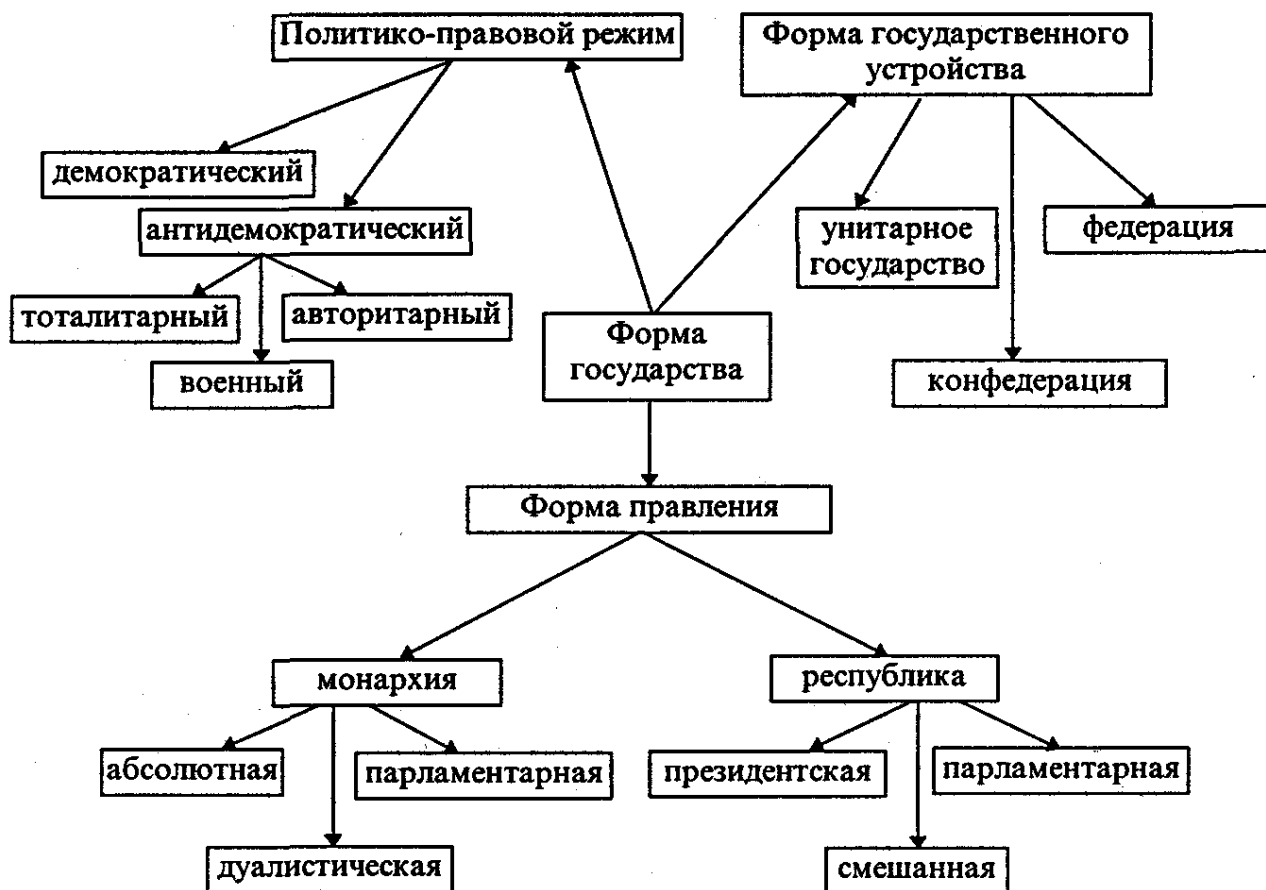 Политико-правовой режим
Форма государственного
устройства
демократический
антидемократический
тоталитарный
авторитарный
военный
унитарное
государство
федерация
Форма
государства
конфедерация
Форма правления
монархия
республика
абсолютная
парламентарная
президентская
парламентарная
дуалистическая
смешанная